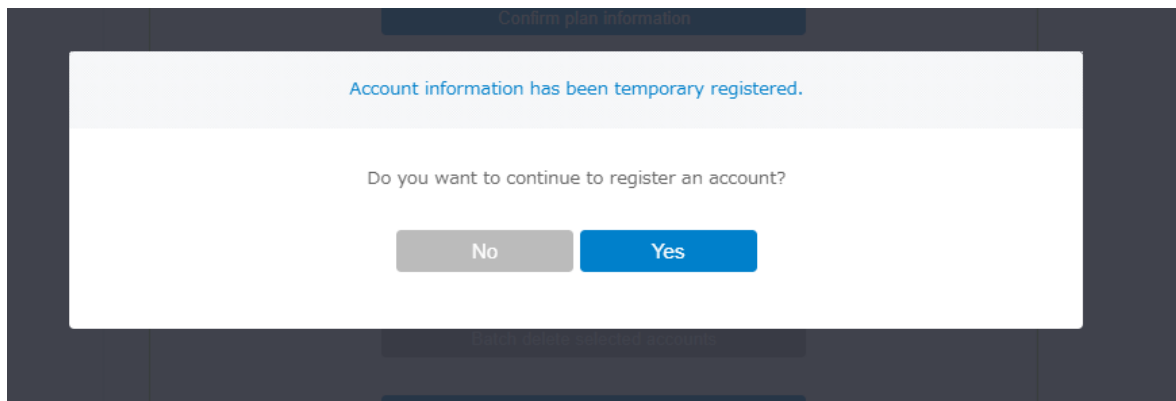 Confirm plan information
Account information has been temporary registered.
Do you want to continue to register an account?
No
Yes
Batch delete selected accounts